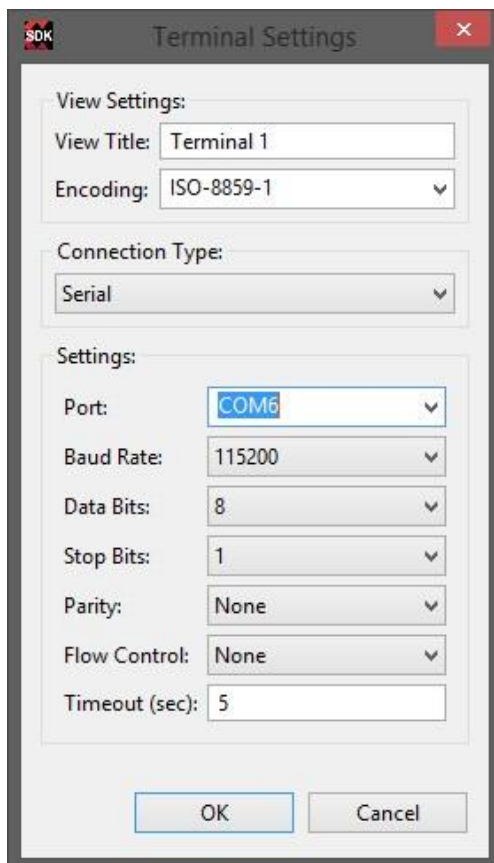 SDK Terminal Settings
View Settings:
View Title: Terminal 1
Encoding: ISO-8859-1
Connection Type:
Serial
Settings:
Port: COM6
Baud Rate: 115200
Data Bits: 8
Stop Bits: 1
Parity: None
Flow Control: None
Timeout (sec): 5
OK Cancel